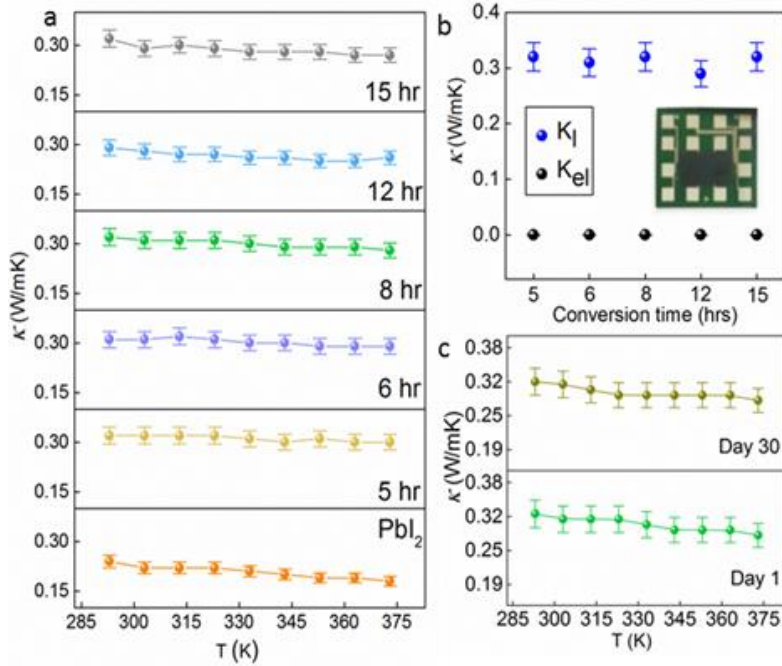 a
κ (W/mK)
0.30
0.15
15 hr
0.30
0.15
12 hr
0.30
0.15
8 hr
0.30
0.15
6 hr
0.30
0.15
5 hr
0.30
0.15
PbI₂
285 300 315 330 345 360 375
T (K)
b
κ (W/mK)
0.4
0.3
0.2
0.1
0.0
K_l
K_el
5 6 8 12 15
Conversion time (hrs)
c
κ (W/mK)
0.38
0.32
0.25
0.19
Day 30
0.38
0.32
0.25
0.19
Day 1
285 300 315 330 345 360 375
T (K)